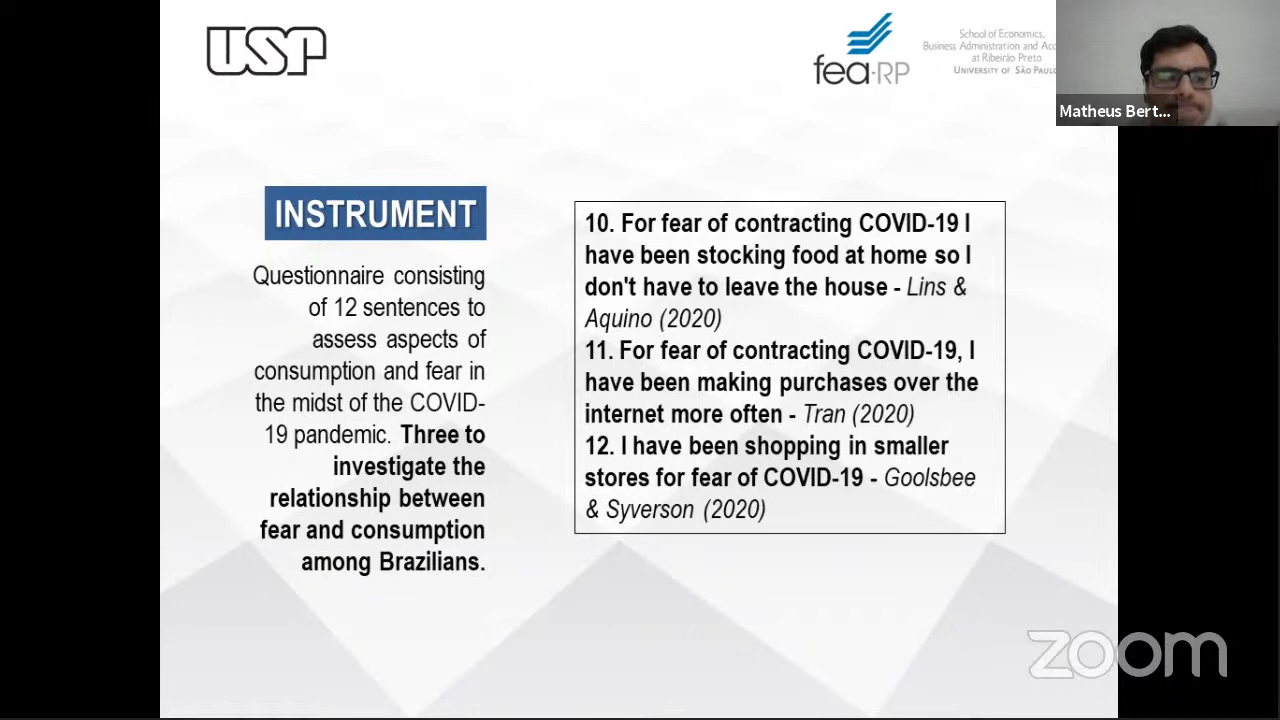 USP
fea-RP
School of Economics,
Business Administration and Acc
at Ribeirão Preto
UNIVERSITY OF SÃO PAULO
Matheus Bert...
INSTRUMENT
Questionnaire consisting
of 12 sentences to
assess aspects of
consumption and fear in
the midst of the COVID-
19 pandemic. Three to
investigate the
relationship between
fear and consumption
among Brazilians.
10. For fear of contracting COVID-19 I
have been stocking food at home so I
don't have to leave the house - Lins &
Aquino (2020)
11. For fear of contracting COVID-19, I
have been making purchases over the
internet more often - Tran (2020)
12. I have been shopping in smaller
stores for fear of COVID-19 - Goolsbee
& Syverson (2020)
zoom